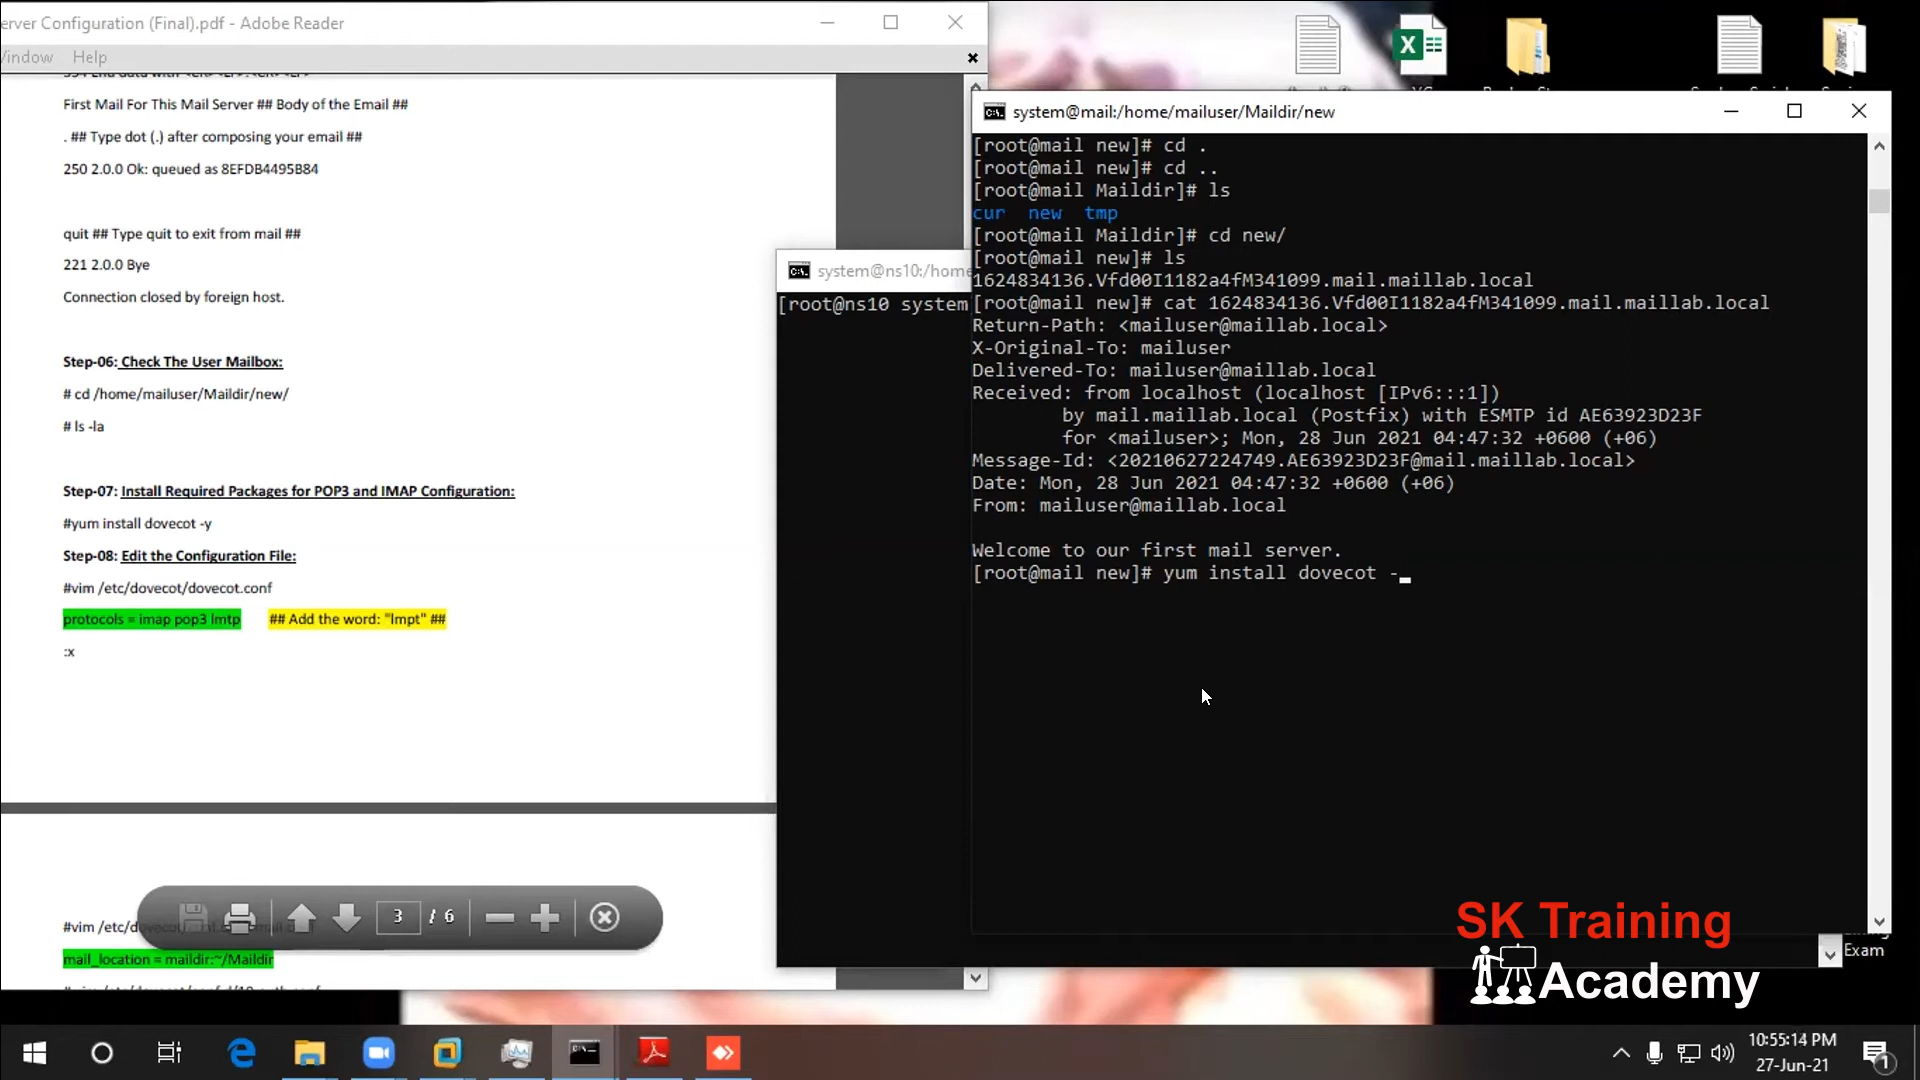 erver Configuration (Final).pdf - Adobe Reader
/indow Help
First Mail For This Mail Server ## Body of the Email ##
. ## Type dot (.) after composing your email ##
250 2.0.0 Ok: queued as 8EFDB4495B84
quit ## Type quit to exit from mail ##
221 2.0.0 Bye
Connection closed by foreign host.
Step-06: Check The User Mailbox:
# cd /home/mailuser/Maildir/new/
# ls -la
Step-07: Install Required Packages for POP3 and IMAP Configuration:
#yum install dovecot -y
Step-08: Edit the Configuration File:
#vim /etc/dovecot/dovecot.conf
protocols = imap pop3 lmtp ## Add the word: "lmpt" ##
:x
3 / 6
#vim /etc/d
mail_location = maildir:~/Maildir
system@ns10:/home
[root@ns10 system
system@mail:/home/mailuser/Maildir/new
[root@mail new]# cd .
[root@mail new]# cd ..
[root@mail Maildir]# ls
cur new tmp
[root@mail Maildir]# cd new/
[root@mail new]# ls
1624834136.Vfd00I1182a4fM341099.mail.maillab.local
[root@mail new]# cat 1624834136.Vfd00I1182a4fM341099.mail.maillab.local
Return-Path: <mailuser@maillab.local>
X-Original-To: mailuser
Delivered-To: mailuser@maillab.local
Received: from localhost (localhost [IPv6:::1])
by mail.maillab.local (Postfix) with ESMTP id AE63923D23F
for <mailuser>; Mon, 28 Jun 2021 04:47:32 +0600 (+06)
Message-Id: <20210627224749.AE63923D23F@mail.maillab.local>
Date: Mon, 28 Jun 2021 04:47:32 +0600 (+06)
From: mailuser@maillab.local
Welcome to our first mail server.
[root@mail new]# yum install dovecot -_
SK Training
Academy
Exam
10:55:14 PM
27-Jun-21
1